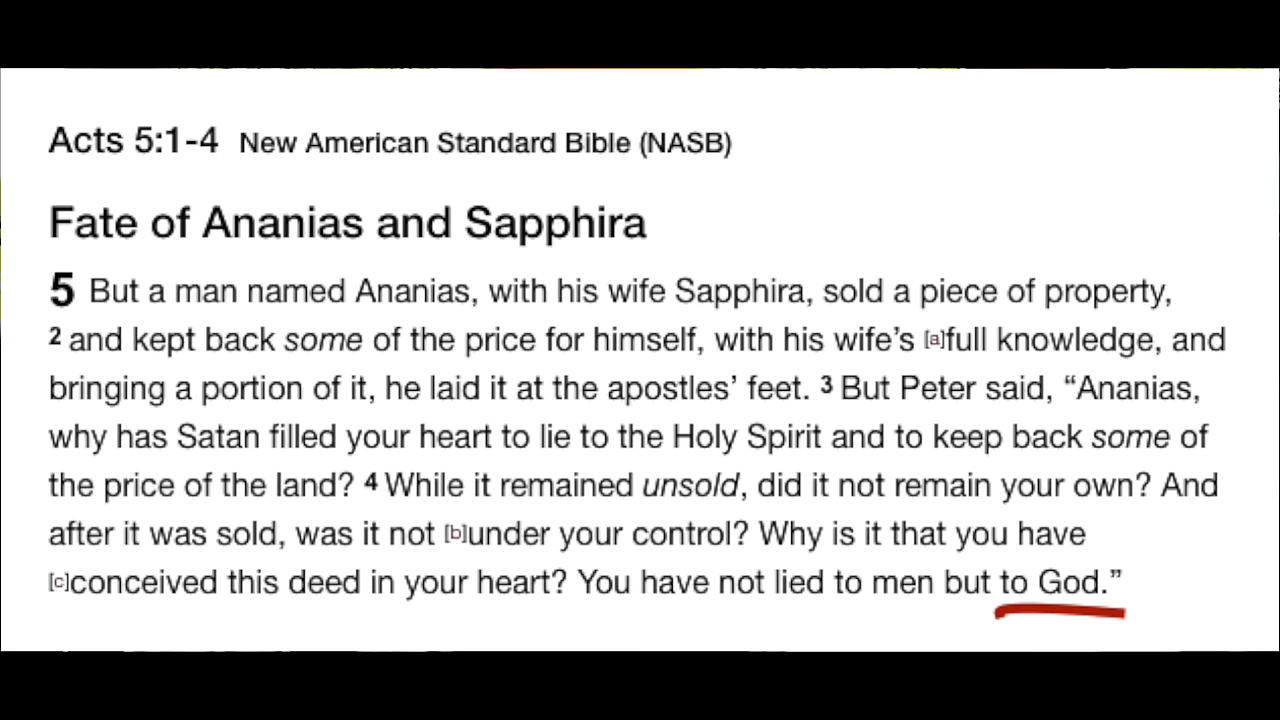 Acts 5:1-4 New American Standard Bible (NASB)
Fate of Ananias and Sapphira
5 But a man named Ananias, with his wife Sapphira, sold a piece of property,
2 and kept back some of the price for himself, with his wife’s [a]full knowledge, and
bringing a portion of it, he laid it at the apostles’ feet. 3 But Peter said, “Ananias,
why has Satan filled your heart to lie to the Holy Spirit and to keep back some of
the price of the land? 4 While it remained unsold, did it not remain your own? And
after it was sold, was it not [b]under your control? Why is it that you have
[c]conceived this deed in your heart? You have not lied to men but to God.”